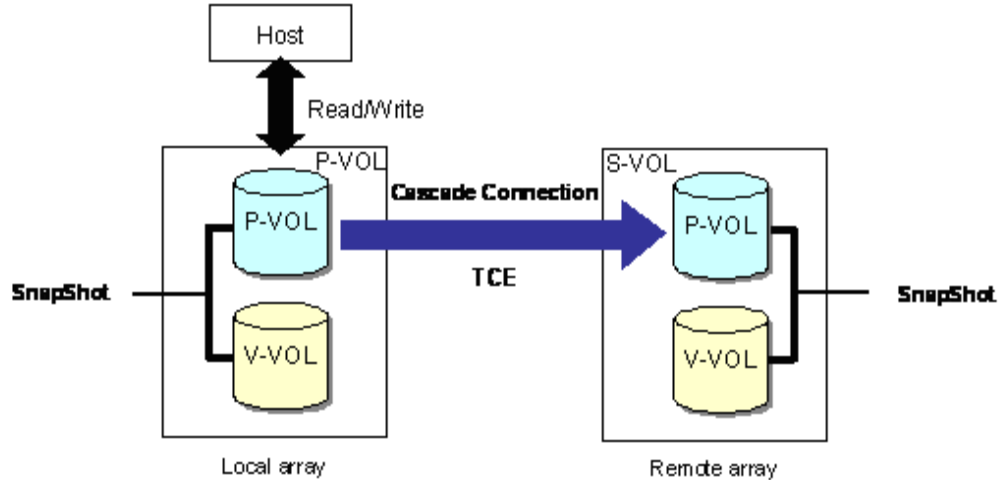 Host
Read/Write
P-VOL
S-VOL
Cascade Connection
P-VOL
P-VOL
TCE
SnapShot
SnapShot
V-VOL
V-VOL
Local array
Remote array